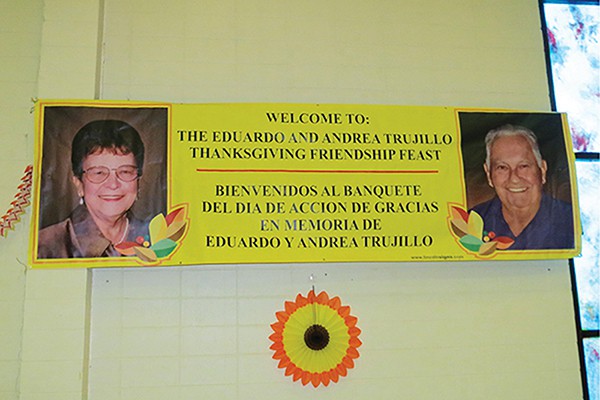 WELCOME TO:
THE EDUARDO AND ANDREA TRUJILLO
THANKSGIVING FRIENDSHIP FEAST
BIENVENIDOS AL BANQUETE
DEL DIA DE ACCION DE GRACIAS
EN MEMORIA DE
EDUARDO Y ANDREA TRUJILLO